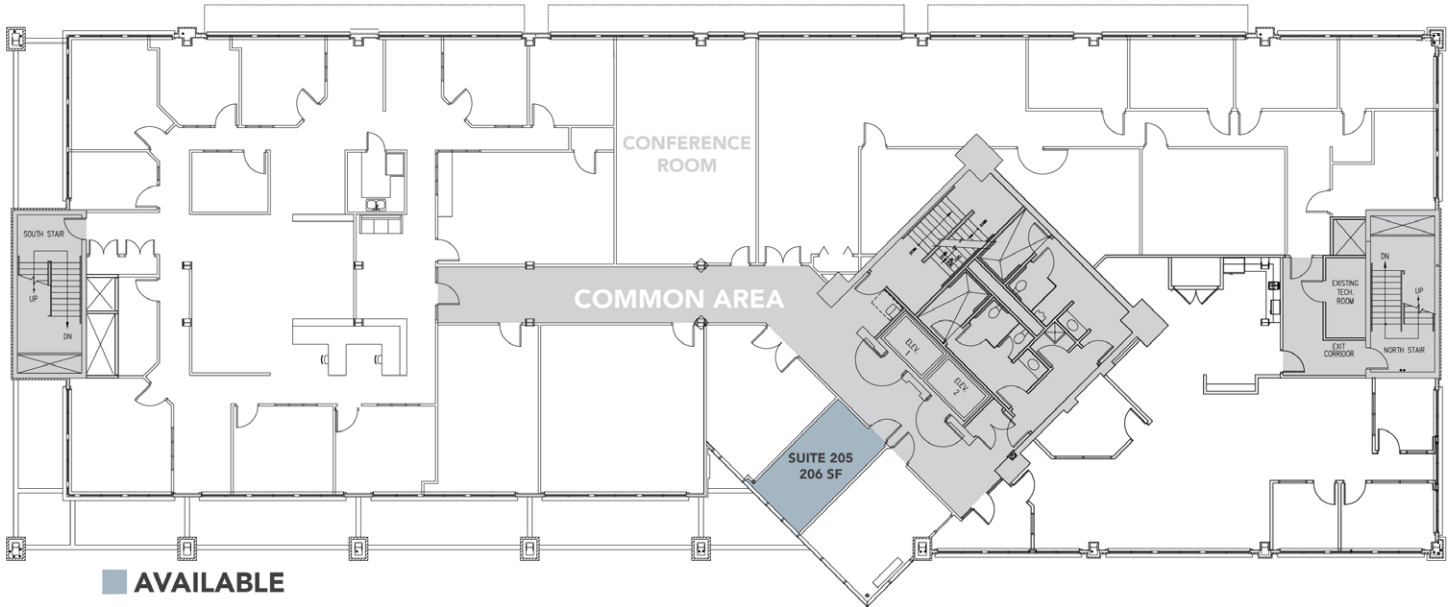 CONFERENCE
ROOM
SOUTH STAIR
UP
DN
COMMON AREA
ELEV.
1
ELEV.
2
SUITE 205
206 SF
DN
UP
EXISTING
TECH.
ROOM
EXIT
CORRIDOR
NORTH STAIR
DN
AVAILABLE